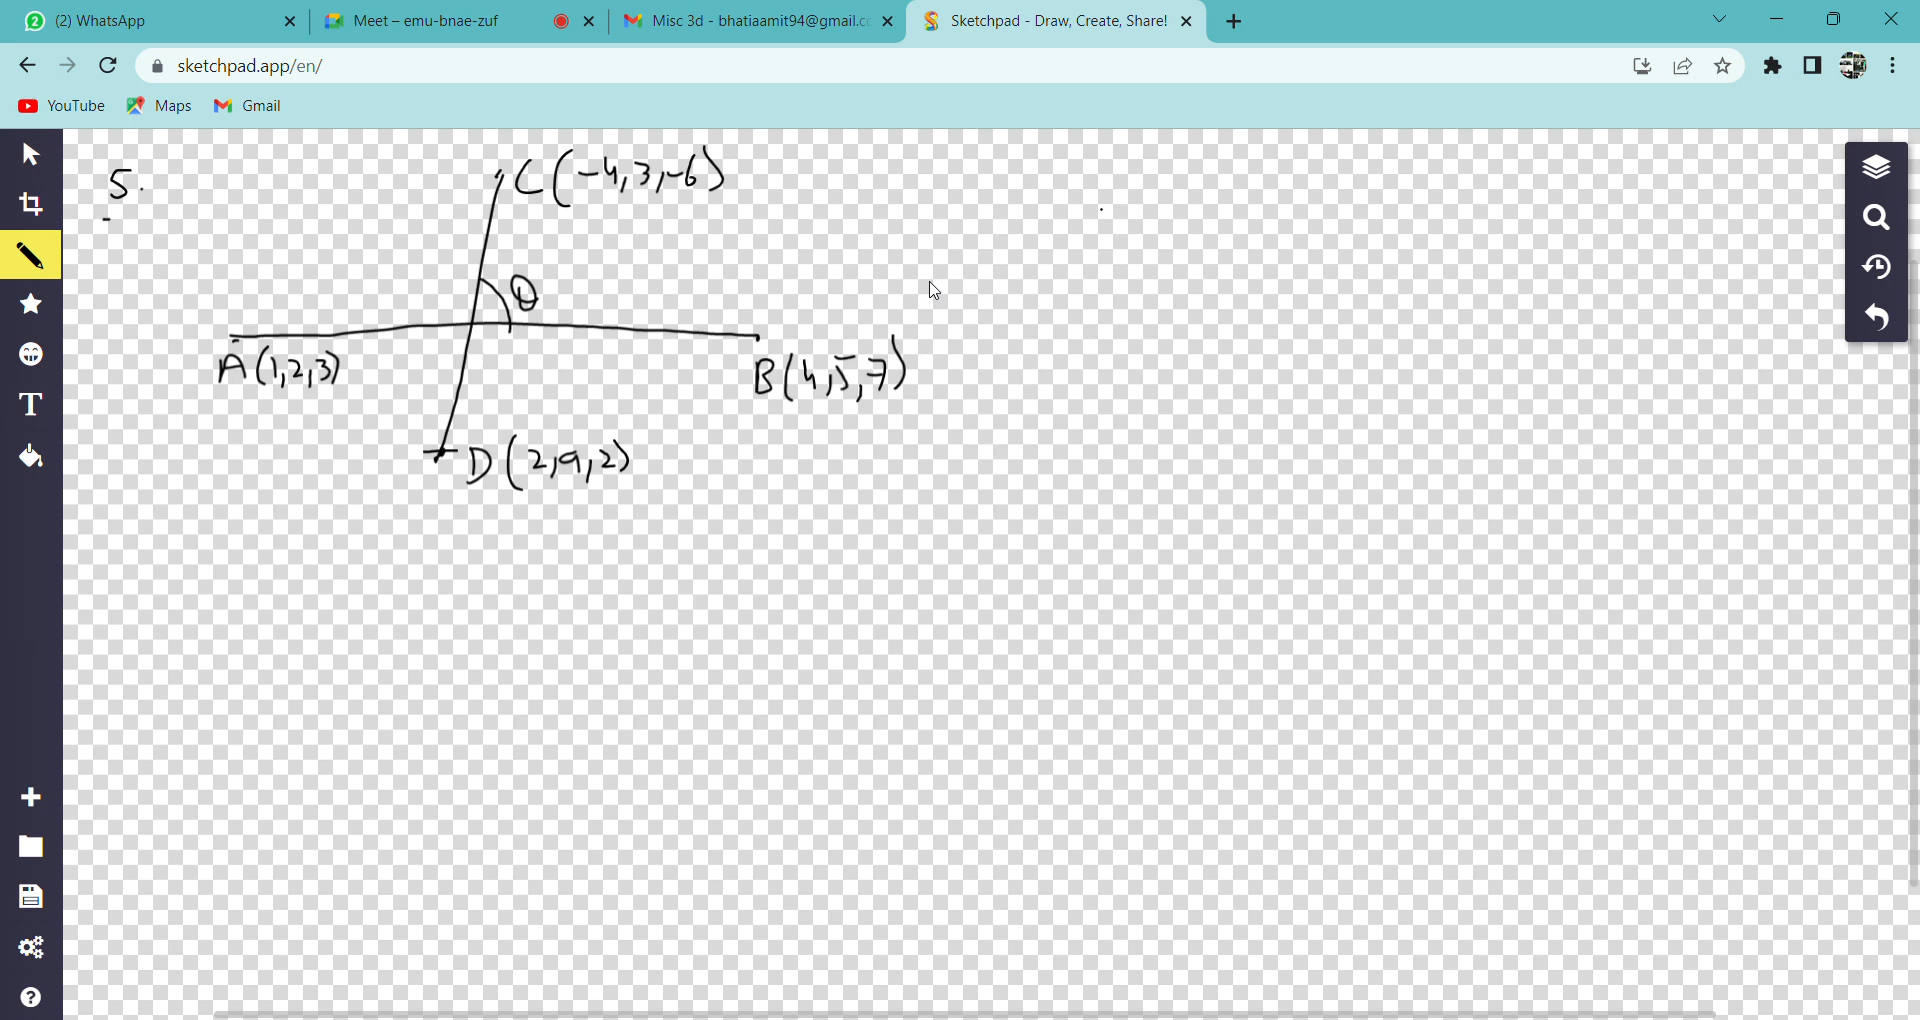 (2) WhatsApp
Meet – emu-bnae-zuf
Misc 3d - bhatiaamit94@gmail.cc
Sketchpad - Draw, Create, Share!
sketchpad.app/en/
YouTube
Maps
Gmail
5.
C(-4,3,-6)
θ
A(1,2,3)
B(4,5,7)
D(2,9,2)